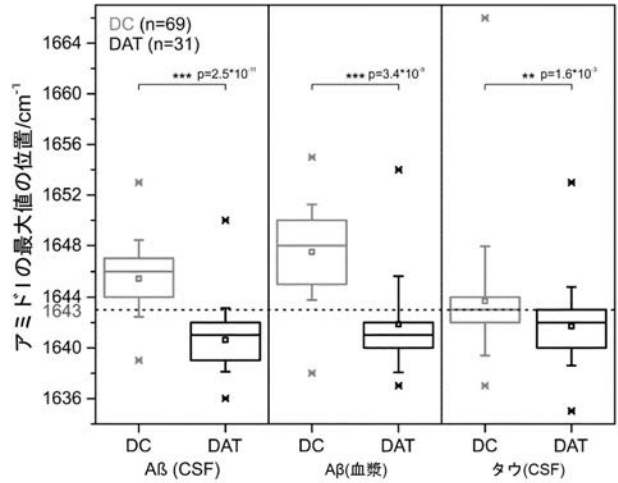 DC (n=69)
DAT (n=31)
*** p=2.5*10⁻¹¹
*** p=3.4*10⁻⁹
** p=1.6*10⁻³
アミドIの最大値の位置/cm⁻¹
1664
1660
1656
1652
1648
1644
1643
1640
1636
DC DAT DC DAT DC DAT
Aß (CSF) Aβ(血漿) タウ(CSF)